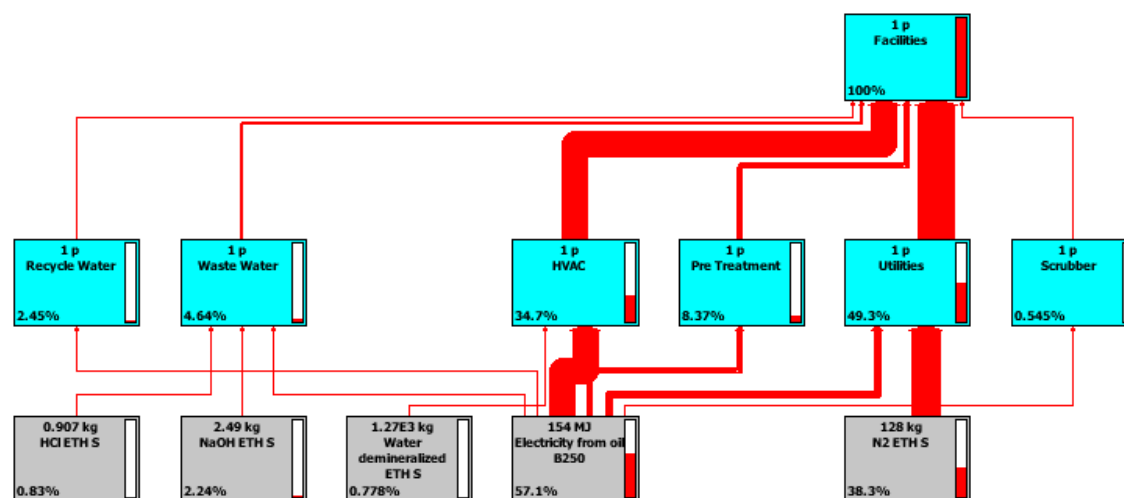 1 p
Facilities
100%
1 p
Recycle Water
2.45%
1 p
Waste Water
4.64%
1 p
HVAC
34.7%
1 p
Pre Treatment
8.37%
1 p
Utilities
49.3%
1 p
Scrubber
0.545%
0.907 kg
HCl ETH S
0.83%
2.49 kg
NaOH ETH S
2.24%
1.27E3 kg
Water
demineralized
ETH S
0.778%
154 MJ
Electricity from oil
B250
57.1%
128 kg
N2 ETH S
38.3%